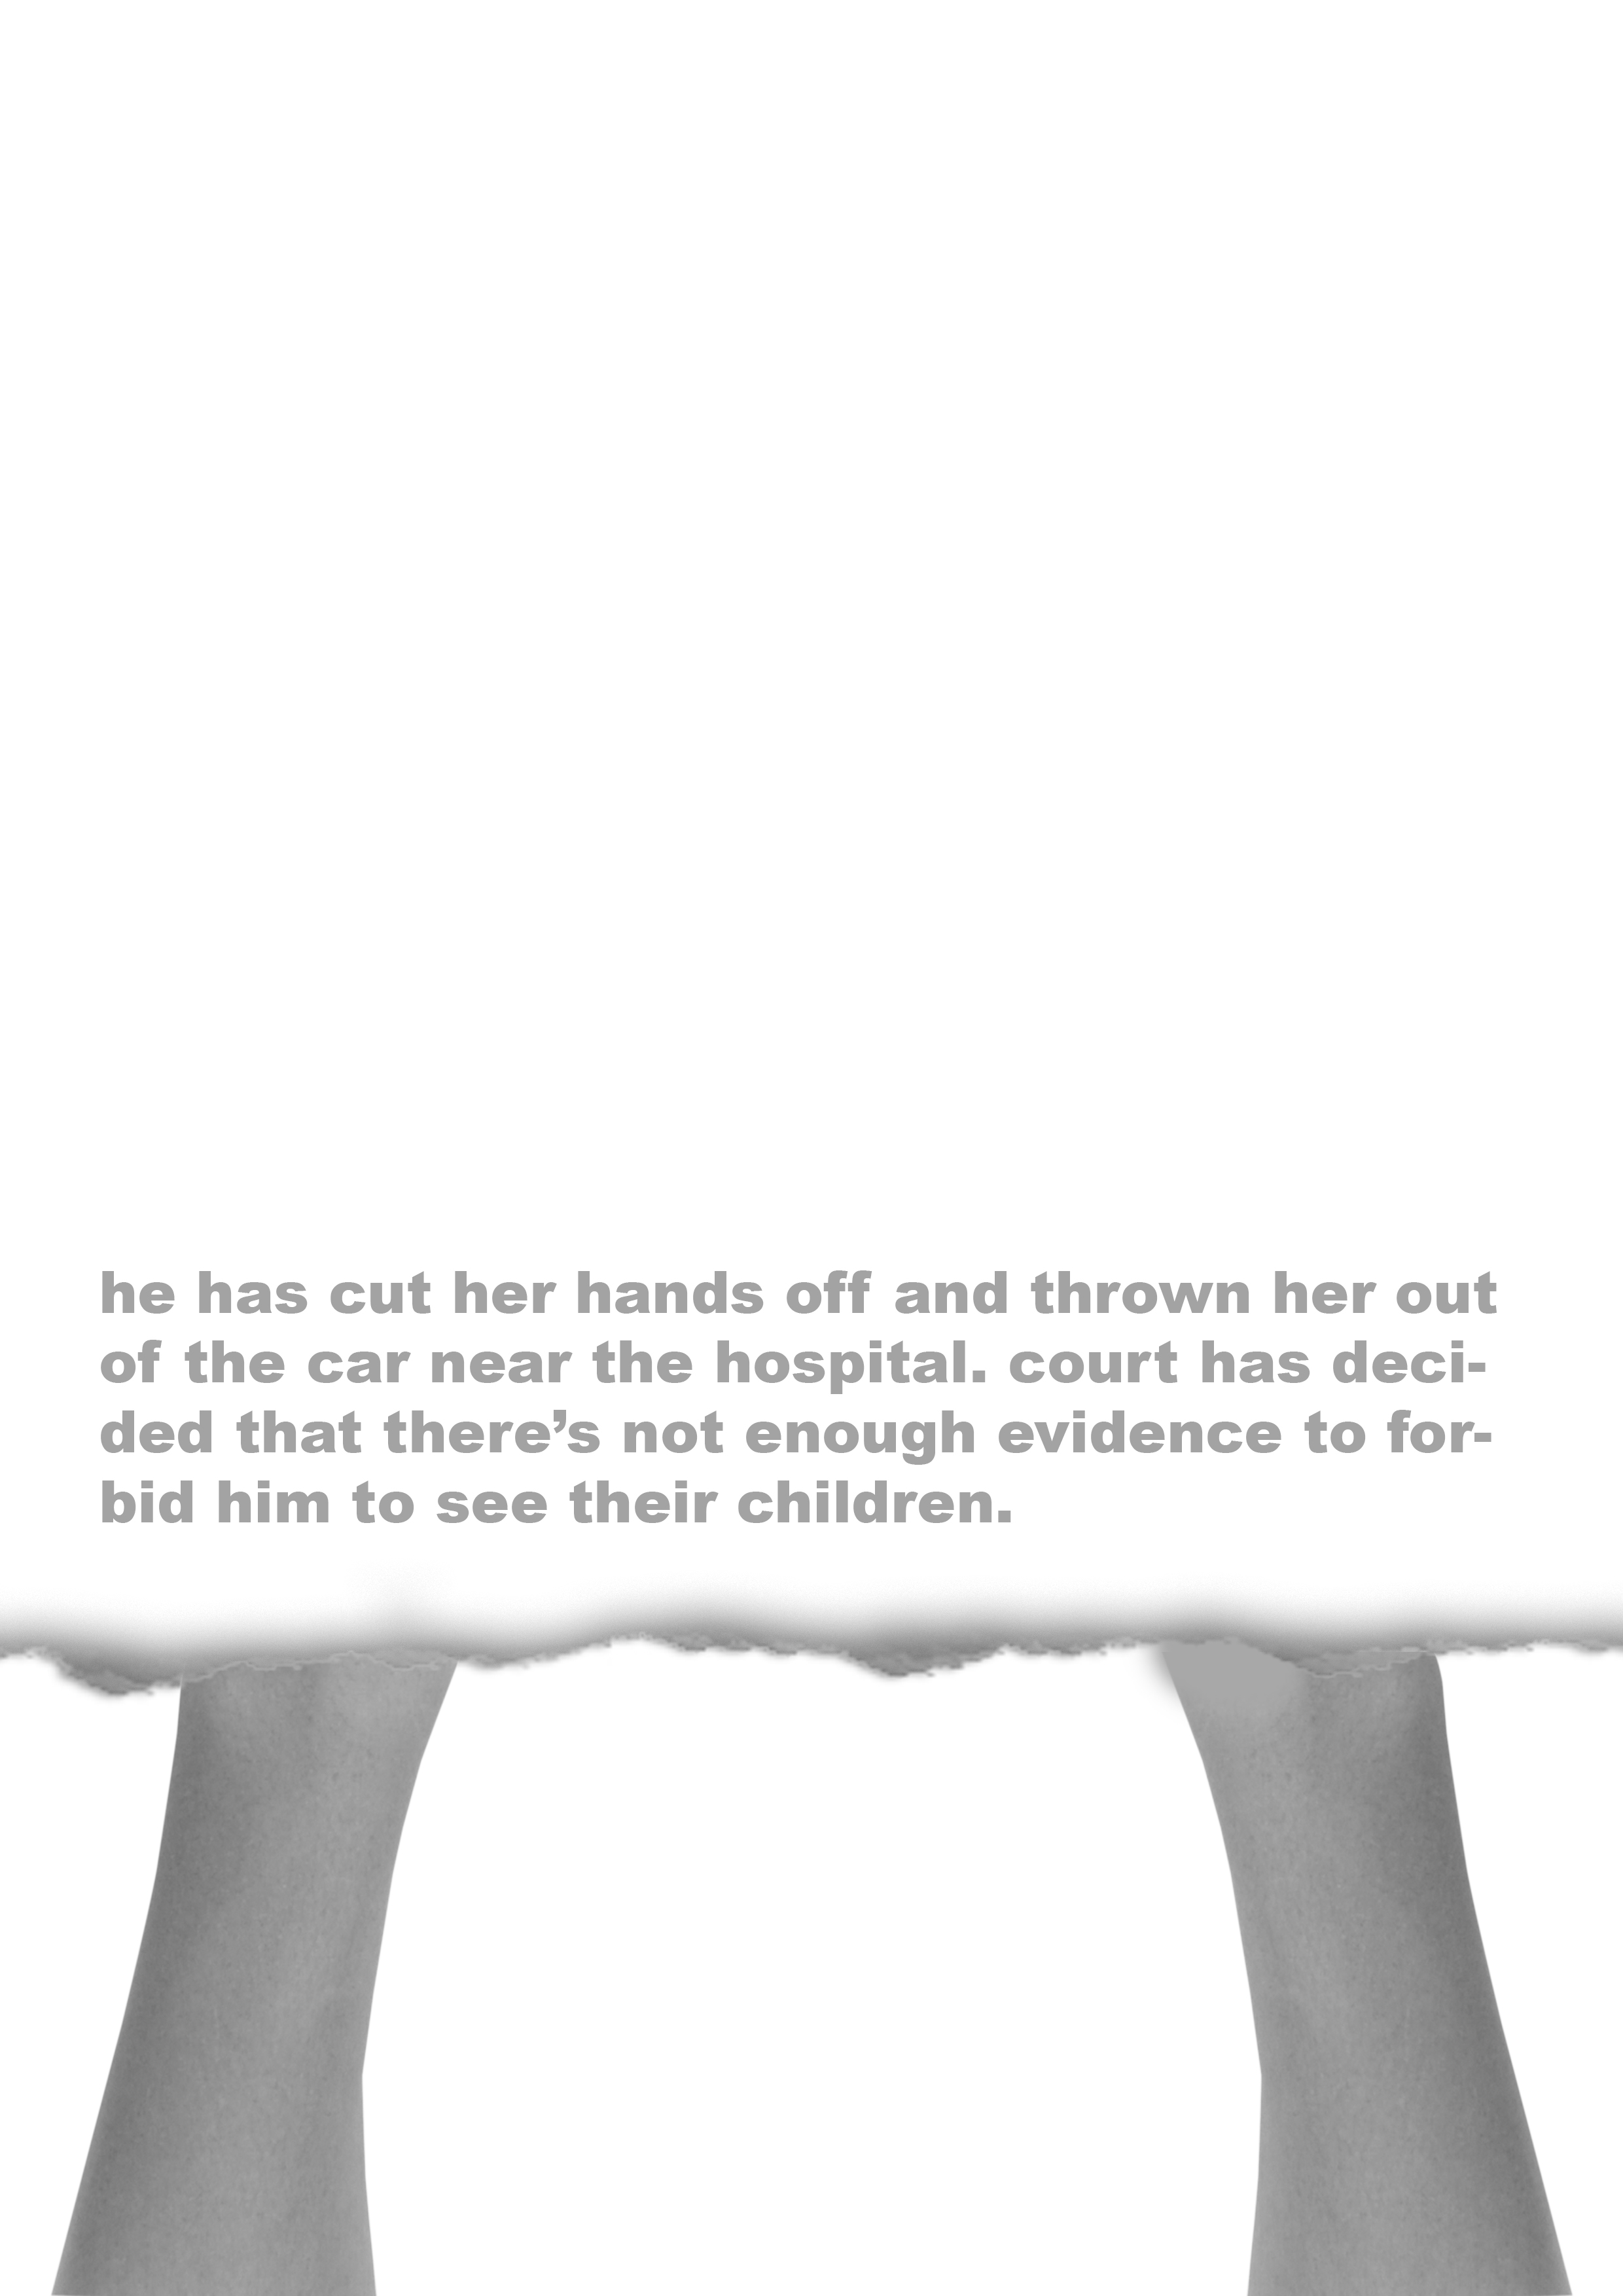 he has cut her hands off and thrown her out
of the car near the hospital. court has deci-
ded that there’s not enough evidence to for-
bid him to see their children.